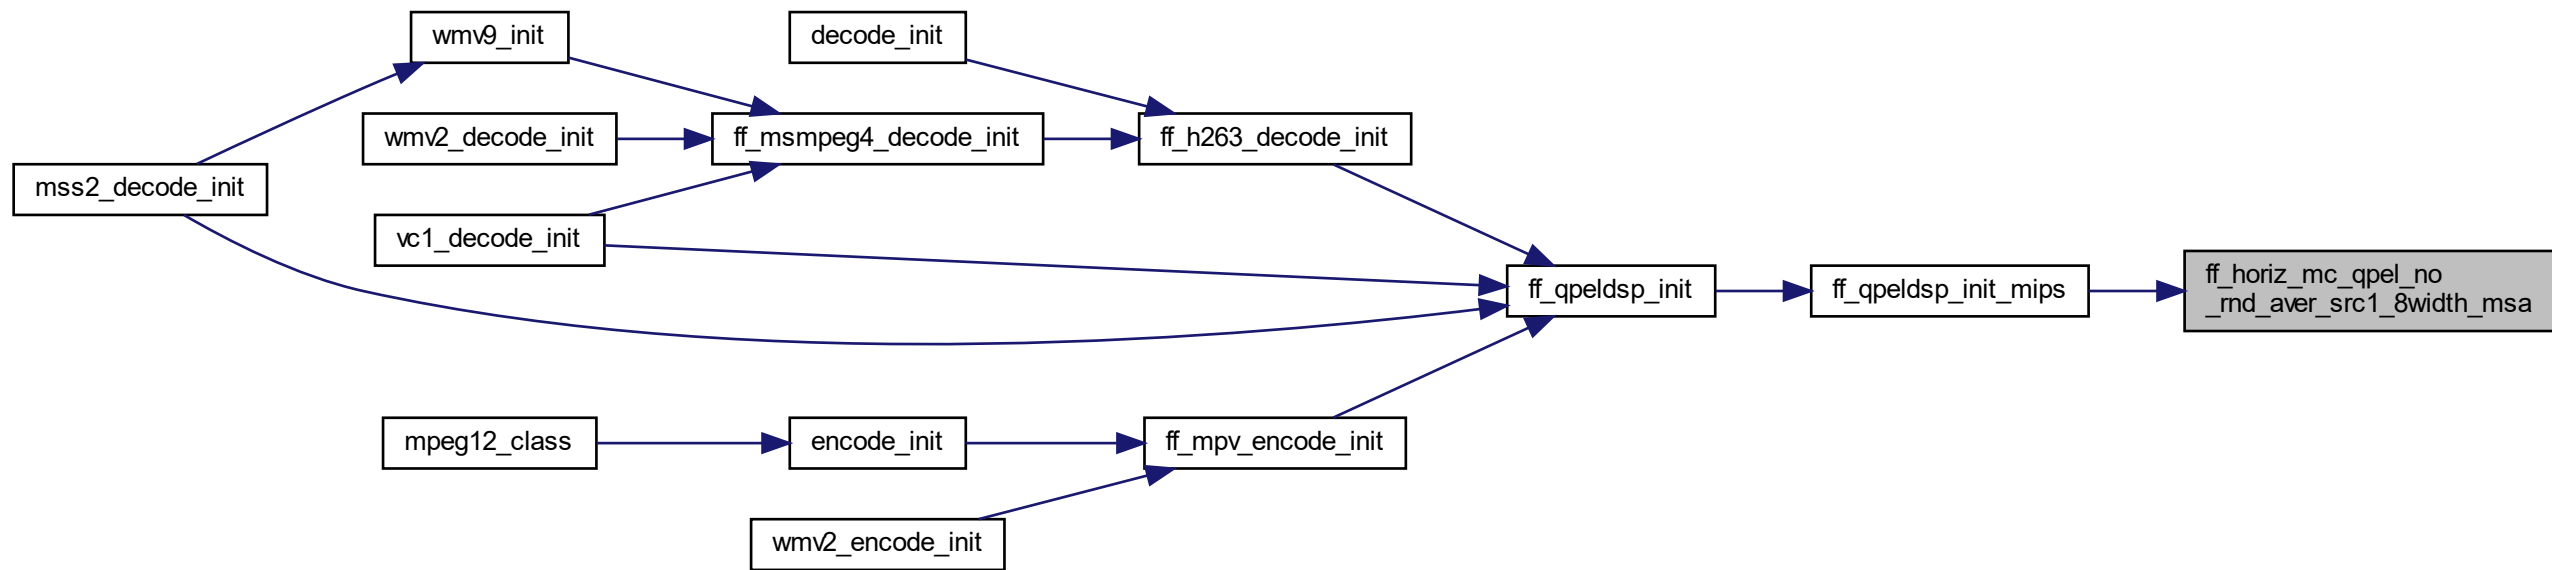 wmv9_init
decode_init
wmv2_decode_init
ff_msmpeg4_decode_init
ff_h263_decode_init
mss2_decode_init
vc1_decode_init
ff_qpeldsp_init
ff_qpeldsp_init_mips
ff_horiz_mc_qpel_no
_rnd_aver_src1_8width_msa
mpeg12_class
encode_init
ff_mpv_encode_init
wmv2_encode_init